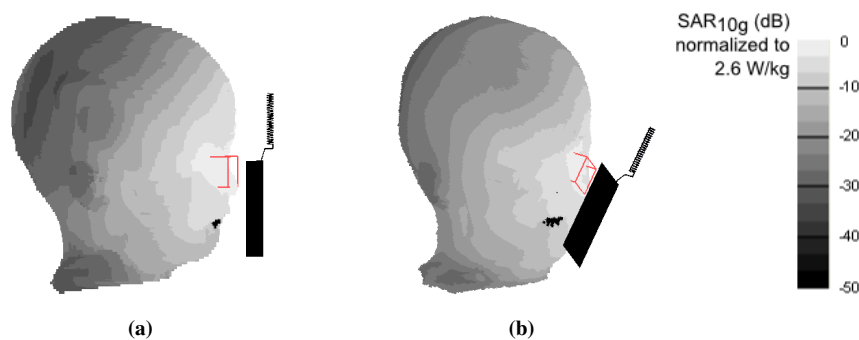 SAR10g (dB)
normalized to
2.6 W/kg
0
-10
-20
-30
-40
-50
(a)
(b)